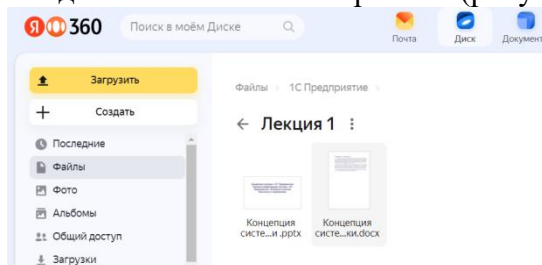 Я 360 Поиск в моём Диске
Почта Диск Документ
Загрузить
Создать
Последние
Файлы
Фото
Альбомы
Общий доступ
Загрузки
Файлы 1С Предприятие
Лекция 1
Концепция
систе...и .pptx
Концепция
систе...ки.docx